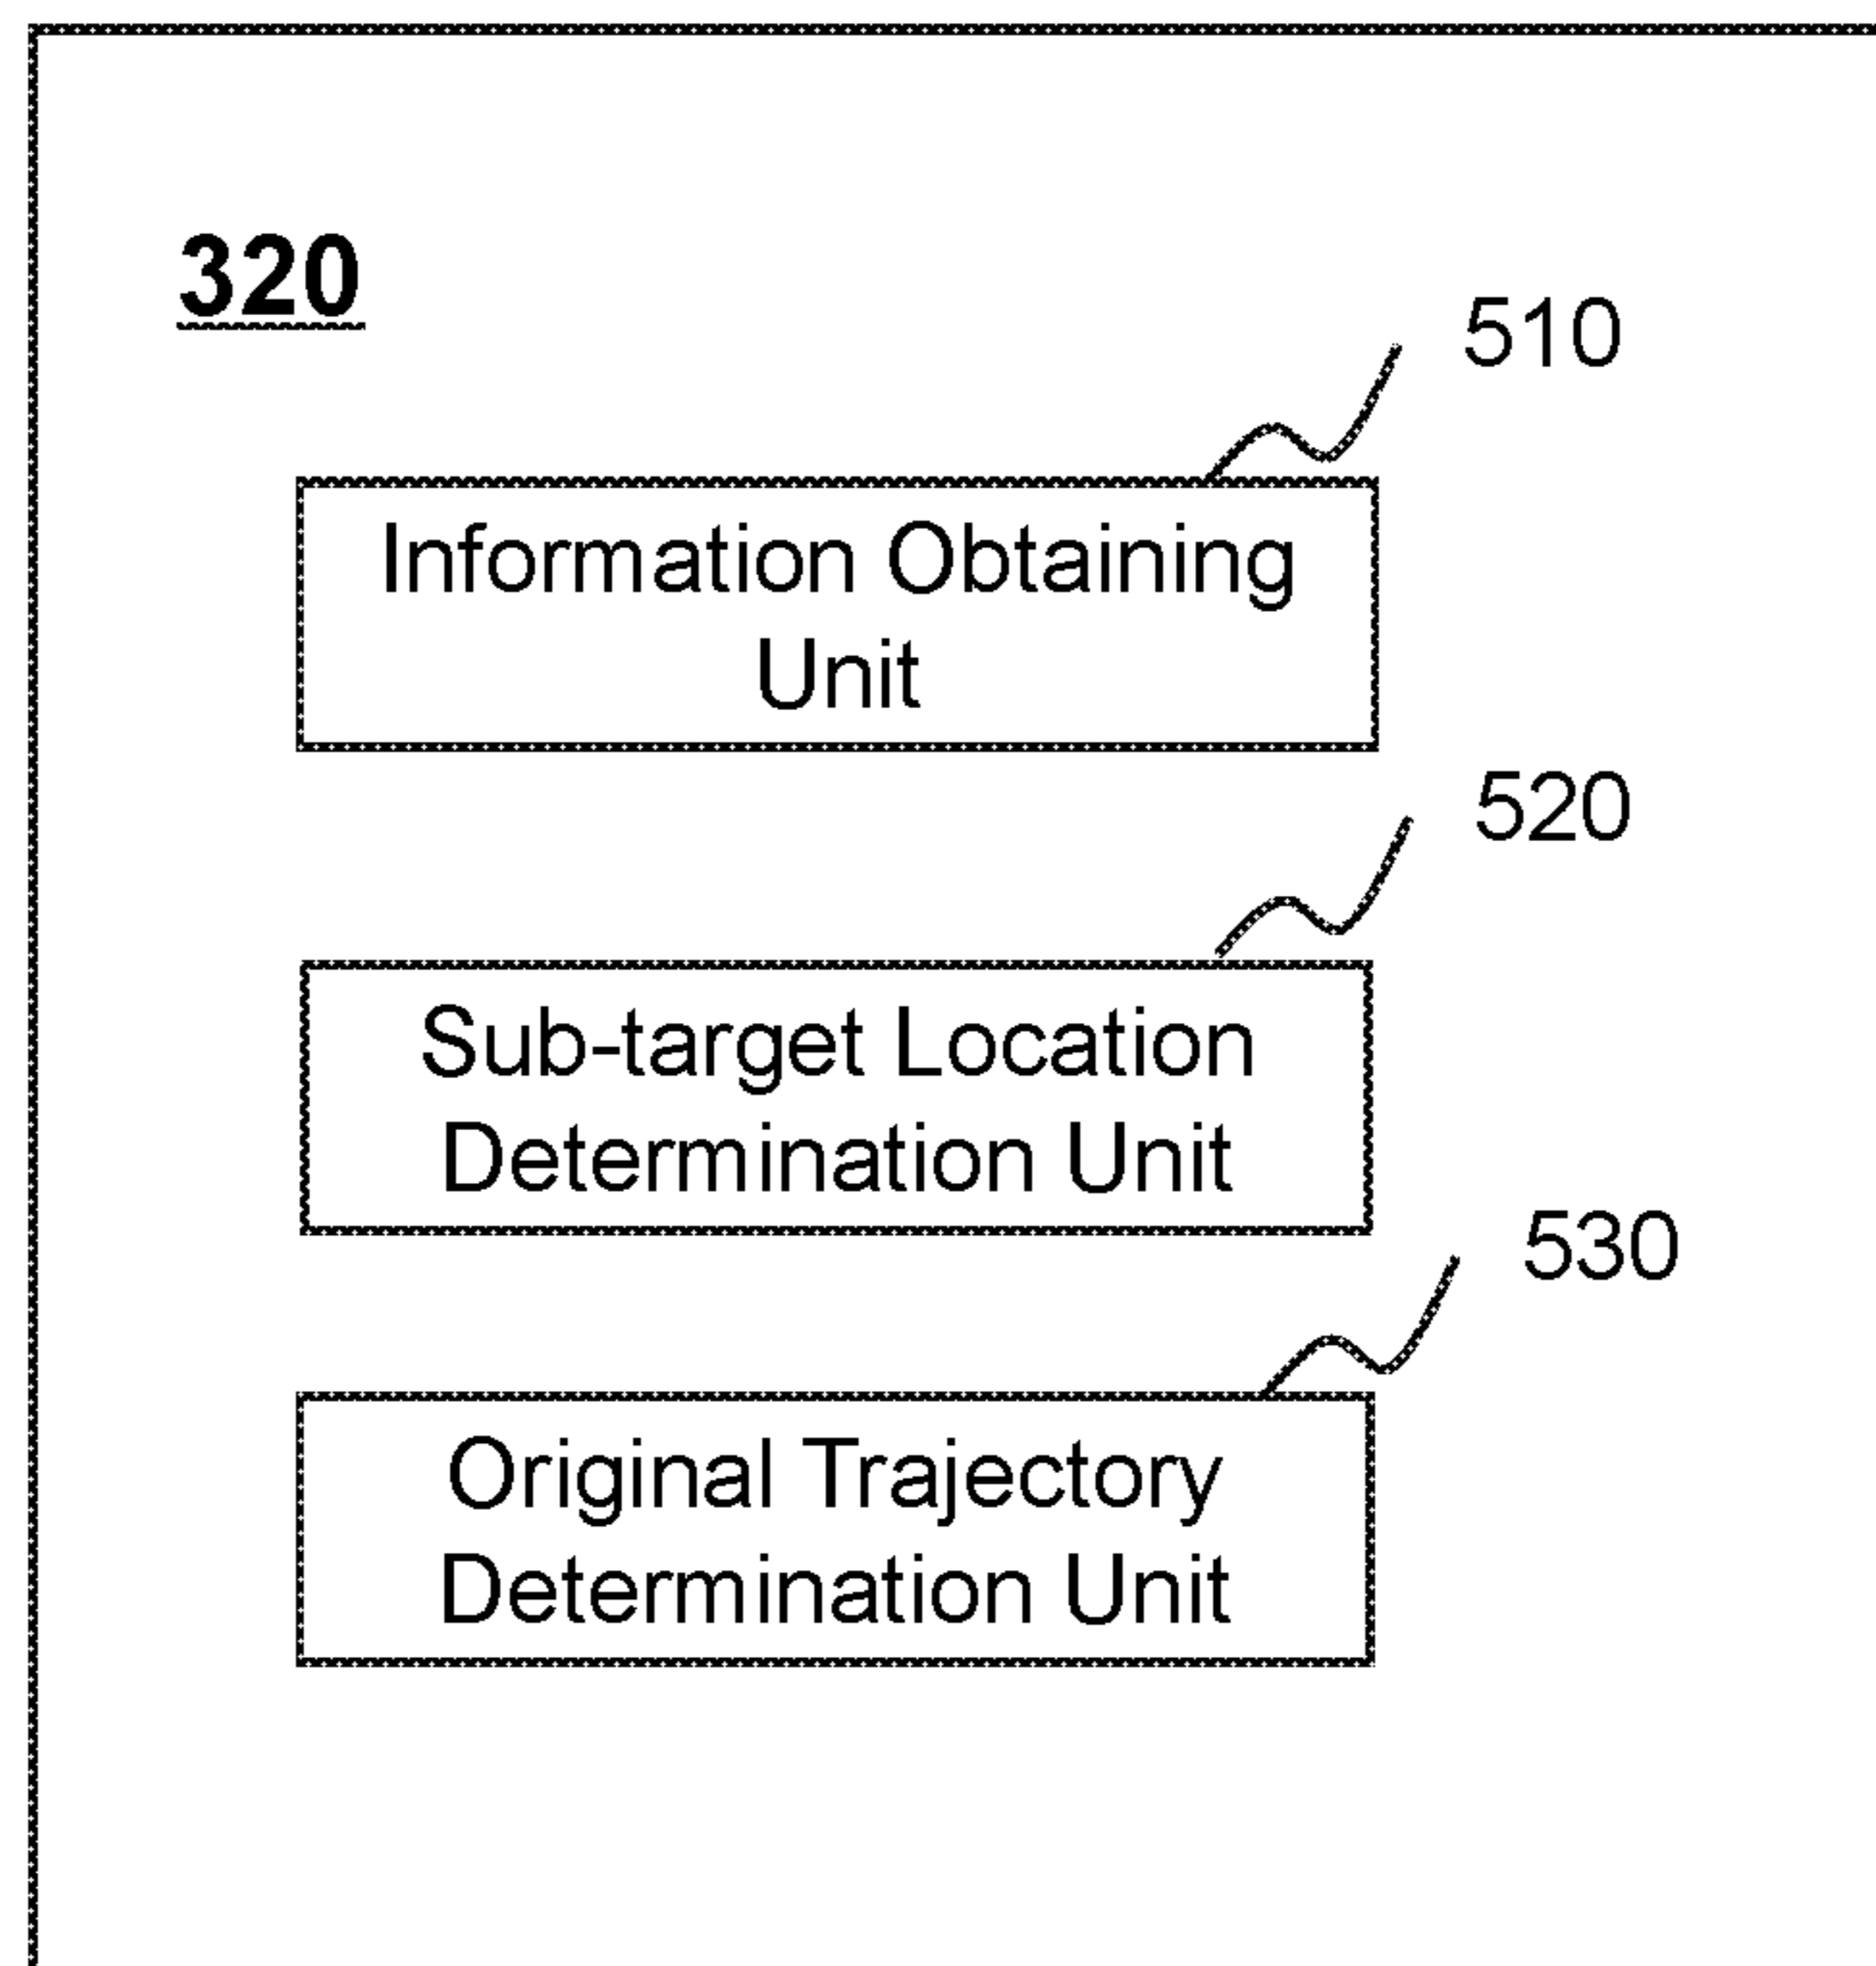 320
510
Information Obtaining
Unit
520
Sub-target Location
Determination Unit
530
Original Trajectory
Determination Unit